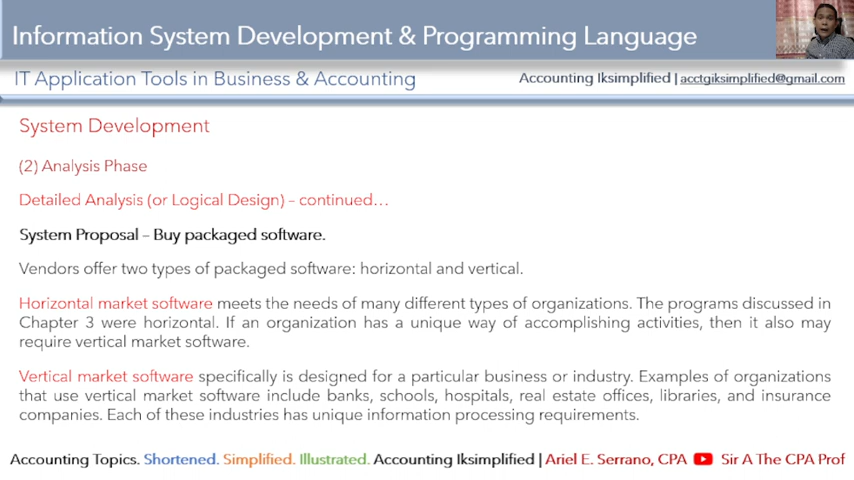 Information System Development & Programming Language
IT Application Tools in Business & Accounting
Accounting Iksimplified | acctgiksimplified@gmail.com
System Development
(2) Analysis Phase
Detailed Analysis (or Logical Design) – continued…
System Proposal – Buy packaged software.
Vendors offer two types of packaged software: horizontal and vertical.
Horizontal market software meets the needs of many different types of organizations. The programs discussed in
Chapter 3 were horizontal. If an organization has a unique way of accomplishing activities, then it also may
require vertical market software.
Vertical market software specifically is designed for a particular business or industry. Examples of organizations
that use vertical market software include banks, schools, hospitals, real estate offices, libraries, and insurance
companies. Each of these industries has unique information processing requirements.
Accounting Topics. Shortened. Simplified. Illustrated. Accounting Iksimplified | Ariel E. Serrano, CPA Sir A The CPA Prof